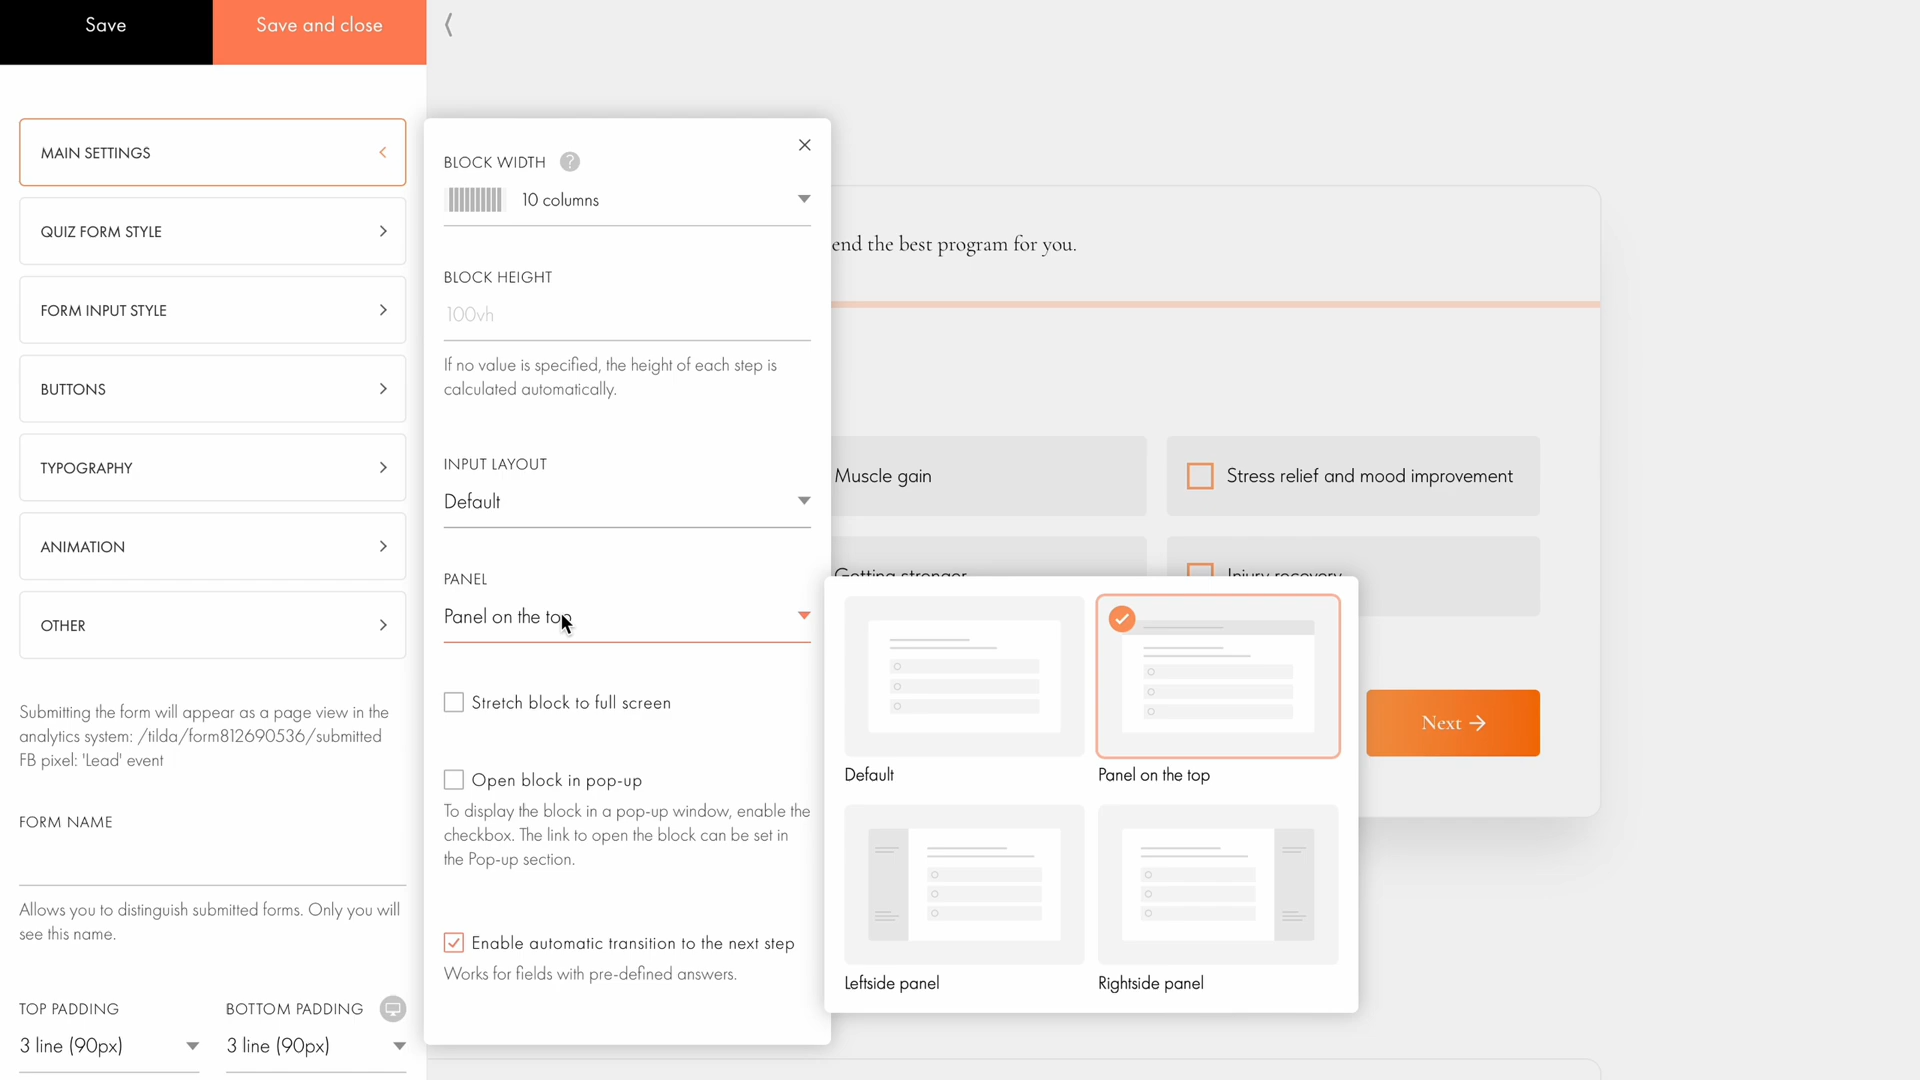 Save
Save and close
MAIN SETTINGS
QUIZ FORM STYLE
FORM INPUT STYLE
BUTTONS
TYPOGRAPHY
ANIMATION
OTHER
Submitting the form will appear as a page view in the
analytics system: /tilda/form812690536/submitted
FB pixel: 'Lead' event
FORM NAME
Allows you to distinguish submitted forms. Only you will
see this name.
TOP PADDING
3 line (90px)
BOTTOM PADDING
3 line (90px)
BLOCK WIDTH ?
10 columns
BLOCK HEIGHT
100vh
If no value is specified, the height of each step is
calculated automatically.
INPUT LAYOUT
Default
PANEL
Panel on the top
Stretch block to full screen
Open block in pop-up
To display the block in a pop-up window, enable the
checkbox. The link to open the block can be set in
the Pop-up section.
Enable automatic transition to the next step
Works for fields with pre-defined answers.
end the best program for you.
Muscle gain
Stress relief and mood improvement
Getting stronger
Injury recovery
Next →
Default
Panel on the top
Leftside panel
Rightside panel